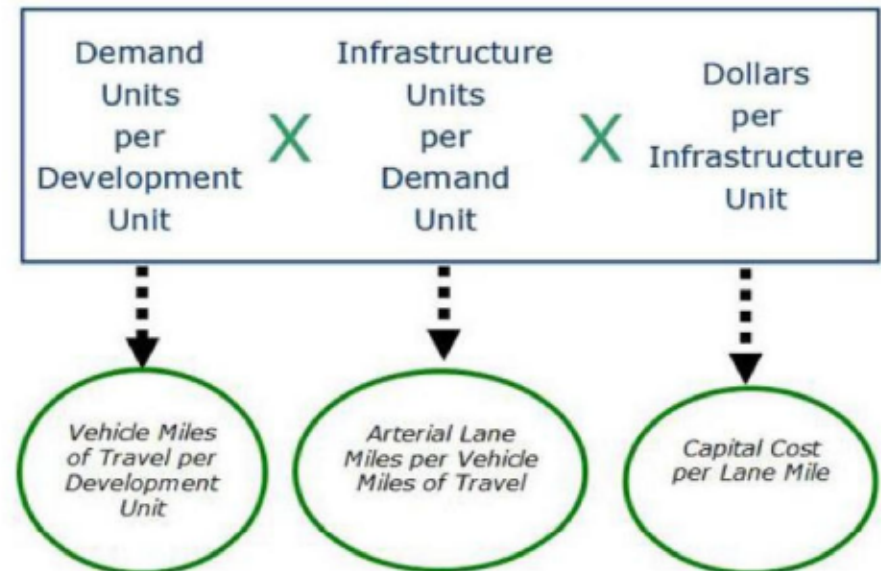 Demand
Units
per
Development
Unit
X
Infrastructure
Units
per
Demand
Unit
X
Dollars
per
Infrastructure
Unit
Vehicle Miles
of Travel per
Development
Unit
Arterial Lane
Miles per Vehicle
Miles of Travel
Capital Cost
per Lane Mile